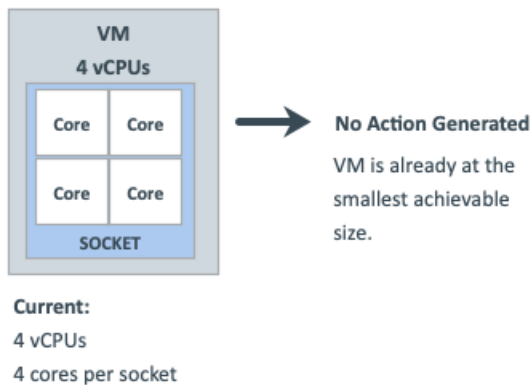 VM
4 vCPUs
Core Core
Core Core
SOCKET
No Action Generated
VM is already at the
smallest achievable
size.
Current:
4 vCPUs
4 cores per socket